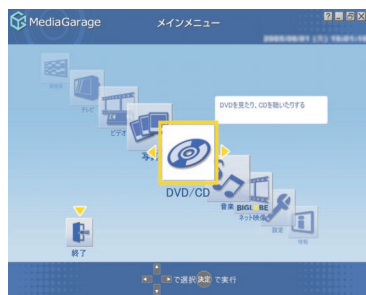 MediaGarage
メインメニュー
テレビ
ビデオ
写真
DVDを見たり、CDを聴いたりする
DVD/CD
音楽
BIGLOBE
ネット映像
設定
情報
終了
で選択 決定 で実行